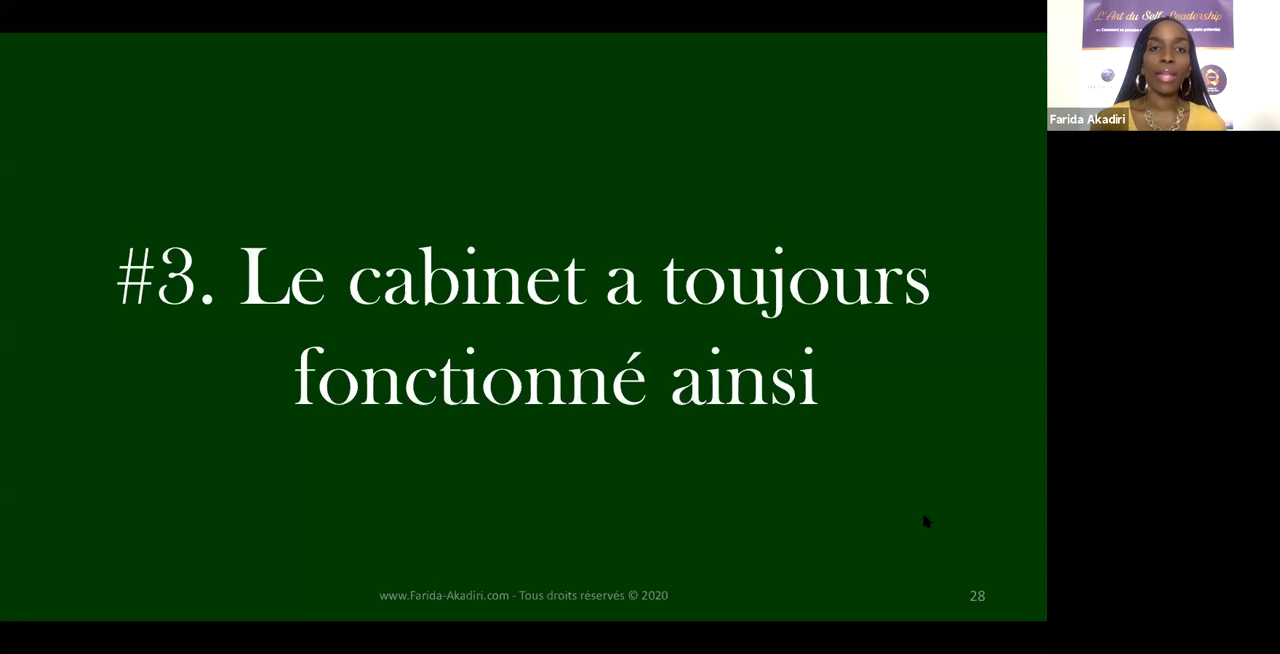 #3. Le cabinet a toujours
fonctionné ainsi
www.Farida-Akadiri.com - Tous droits réservés © 2020
28
L'Art du Self-Leadership
Farida Akadiri